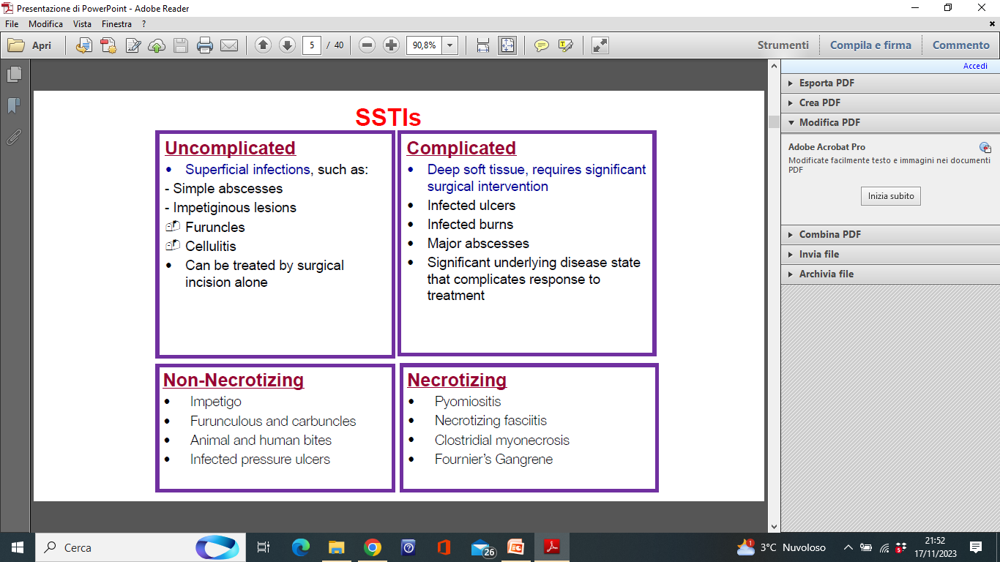 Presentazione di PowerPoint - Adobe Reader
File Modifica Vista Finestra ?
Apri
5 / 40
90,8%
Strumenti
Compila e firma
Commento
Accedi
Esporta PDF
Crea PDF
Modifica PDF
Adobe Acrobat Pro
Modificate facilmente testo e immagini nei documenti
PDF
Inizia subito
Combina PDF
Invia file
Archivia file
SSTIs
Uncomplicated
• Superficial infections, such as:
- Simple abscesses
- Impetiginous lesions
Furuncles
Cellulitis
• Can be treated by surgical
incision alone
Complicated
• Deep soft tissue, requires significant
surgical intervention
• Infected ulcers
• Infected burns
• Major abscesses
• Significant underlying disease state
that complicates response to
treatment
Non-Necrotizing
• Impetigo
• Furunculous and carbuncles
• Animal and human bites
• Infected pressure ulcers
Necrotizing
• Pyomiositis
• Necrotizing fasciitis
• Clostridial myonecrosis
• Fournier’s Gangrene
Cerca
26
1
3°C Nuvoloso
5
21:52
17/11/2023